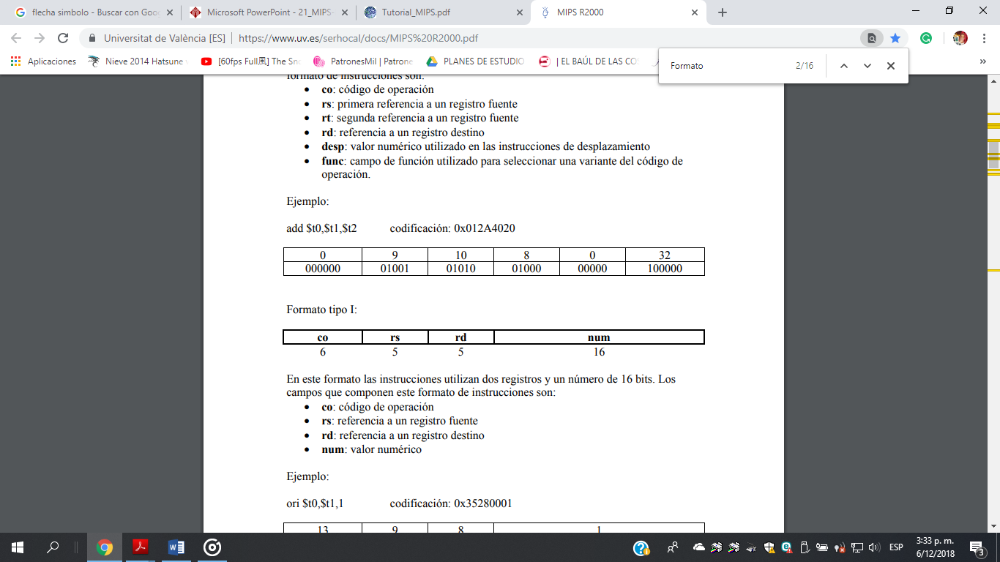 flecha simbolo - Buscar con Goo
Microsoft PowerPoint - 21_MIPS-
Tutorial_MIPS.pdf
MIPS R2000
Universitat de València [ES] | https://www.uv.es/serhocal/docs/MIPS%20R2000.pdf
Aplicaciones
Nieve 2014 Hatsune
[60fps Full風] The Sno
PatronesMil | Patrone
PLANES DE ESTUDIO
| EL BAÚL DE LAS CO
»
Formato 2/16
formato de instrucciones son:
• co: código de operación
• rs: primera referencia a un registro fuente
• rt: segunda referencia a un registro fuente
• rd: referencia a un registro destino
• desp: valor numérico utilizado en las instrucciones de desplazamiento
• func: campo de función utilizado para seleccionar una variante del código de
operación.
Ejemplo:
add $t0,$t1,$t2 codificación: 0x012A4020
0 9 10 8 0 32
000000 01001 01010 01000 00000 100000
Formato tipo I:
co rs rd num
6 5 5 16
En este formato las instrucciones utilizan dos registros y un número de 16 bits. Los
campos que componen este formato de instrucciones son:
• co: código de operación
• rs: referencia a un registro fuente
• rd: referencia a un registro destino
• num: valor numérico
Ejemplo:
ori $t0,$t1,1 codificación: 0x35280001
13 9 8 1
ESP
3:33 p. m.
6/12/2018
3